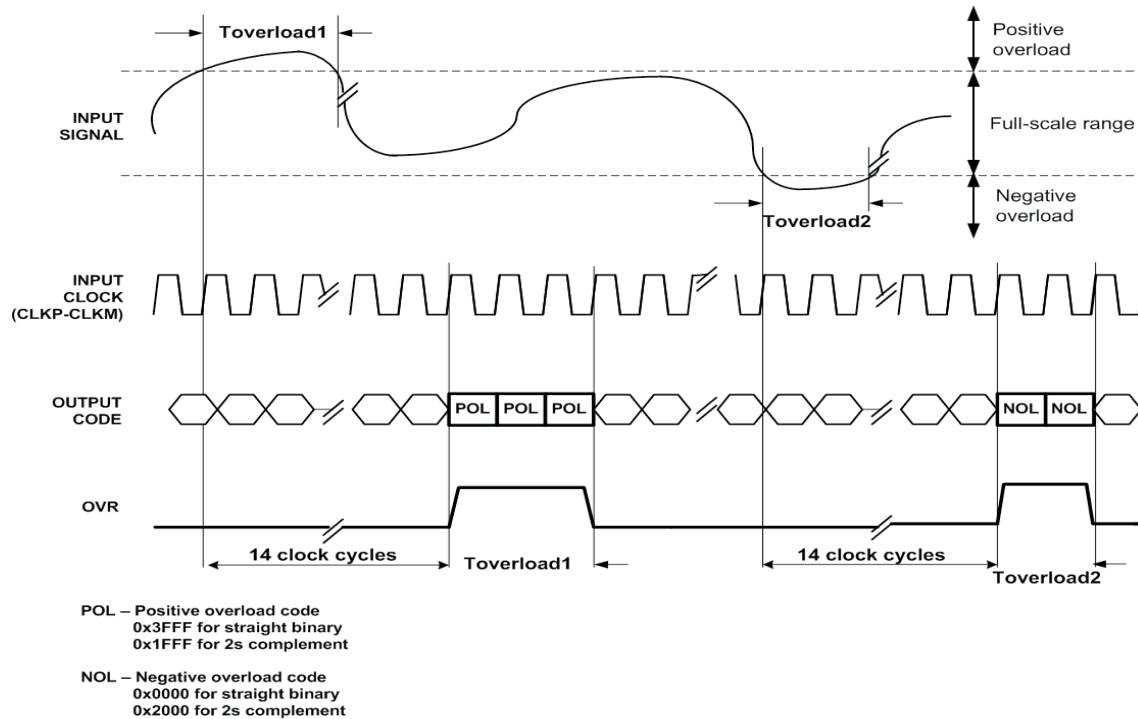 Toverload1
Positive
overload
INPUT
SIGNAL
Full-scale range
Negative
overload
Toverload2
INPUT
CLOCK
(CLKP-CLKM)
OUTPUT
CODE
POL
POL
POL
NOL
NOL
OVR
14 clock cycles
Toverload1
14 clock cycles
Toverload2
POL – Positive overload code
0x3FFF for straight binary
0x1FFF for 2s complement
NOL – Negative overload code
0x0000 for straight binary
0x2000 for 2s complement